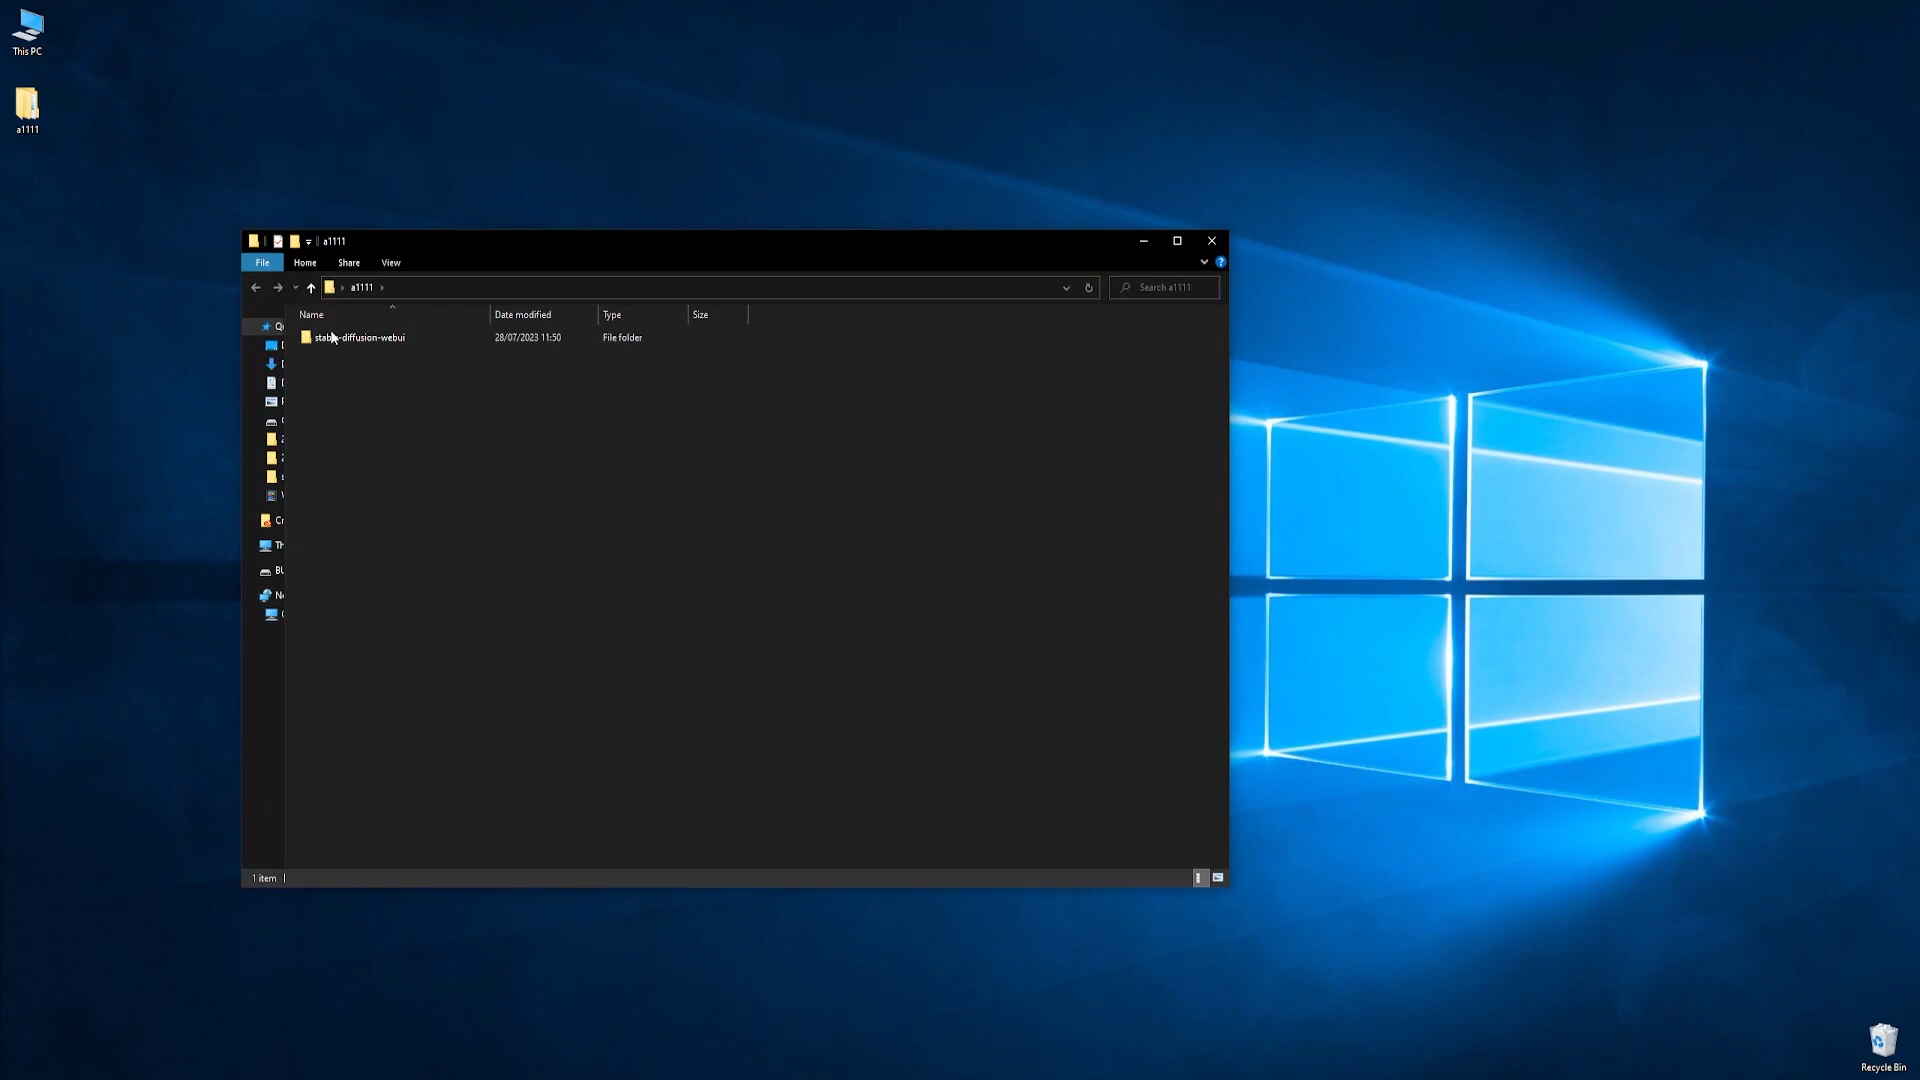 This PC
a1111
a1111
File Home Share View
a1111
Search a1111
Name Date modified Type Size
stable-diffusion-webui 28/07/2023 11:50 File folder
1 item
Recycle Bin